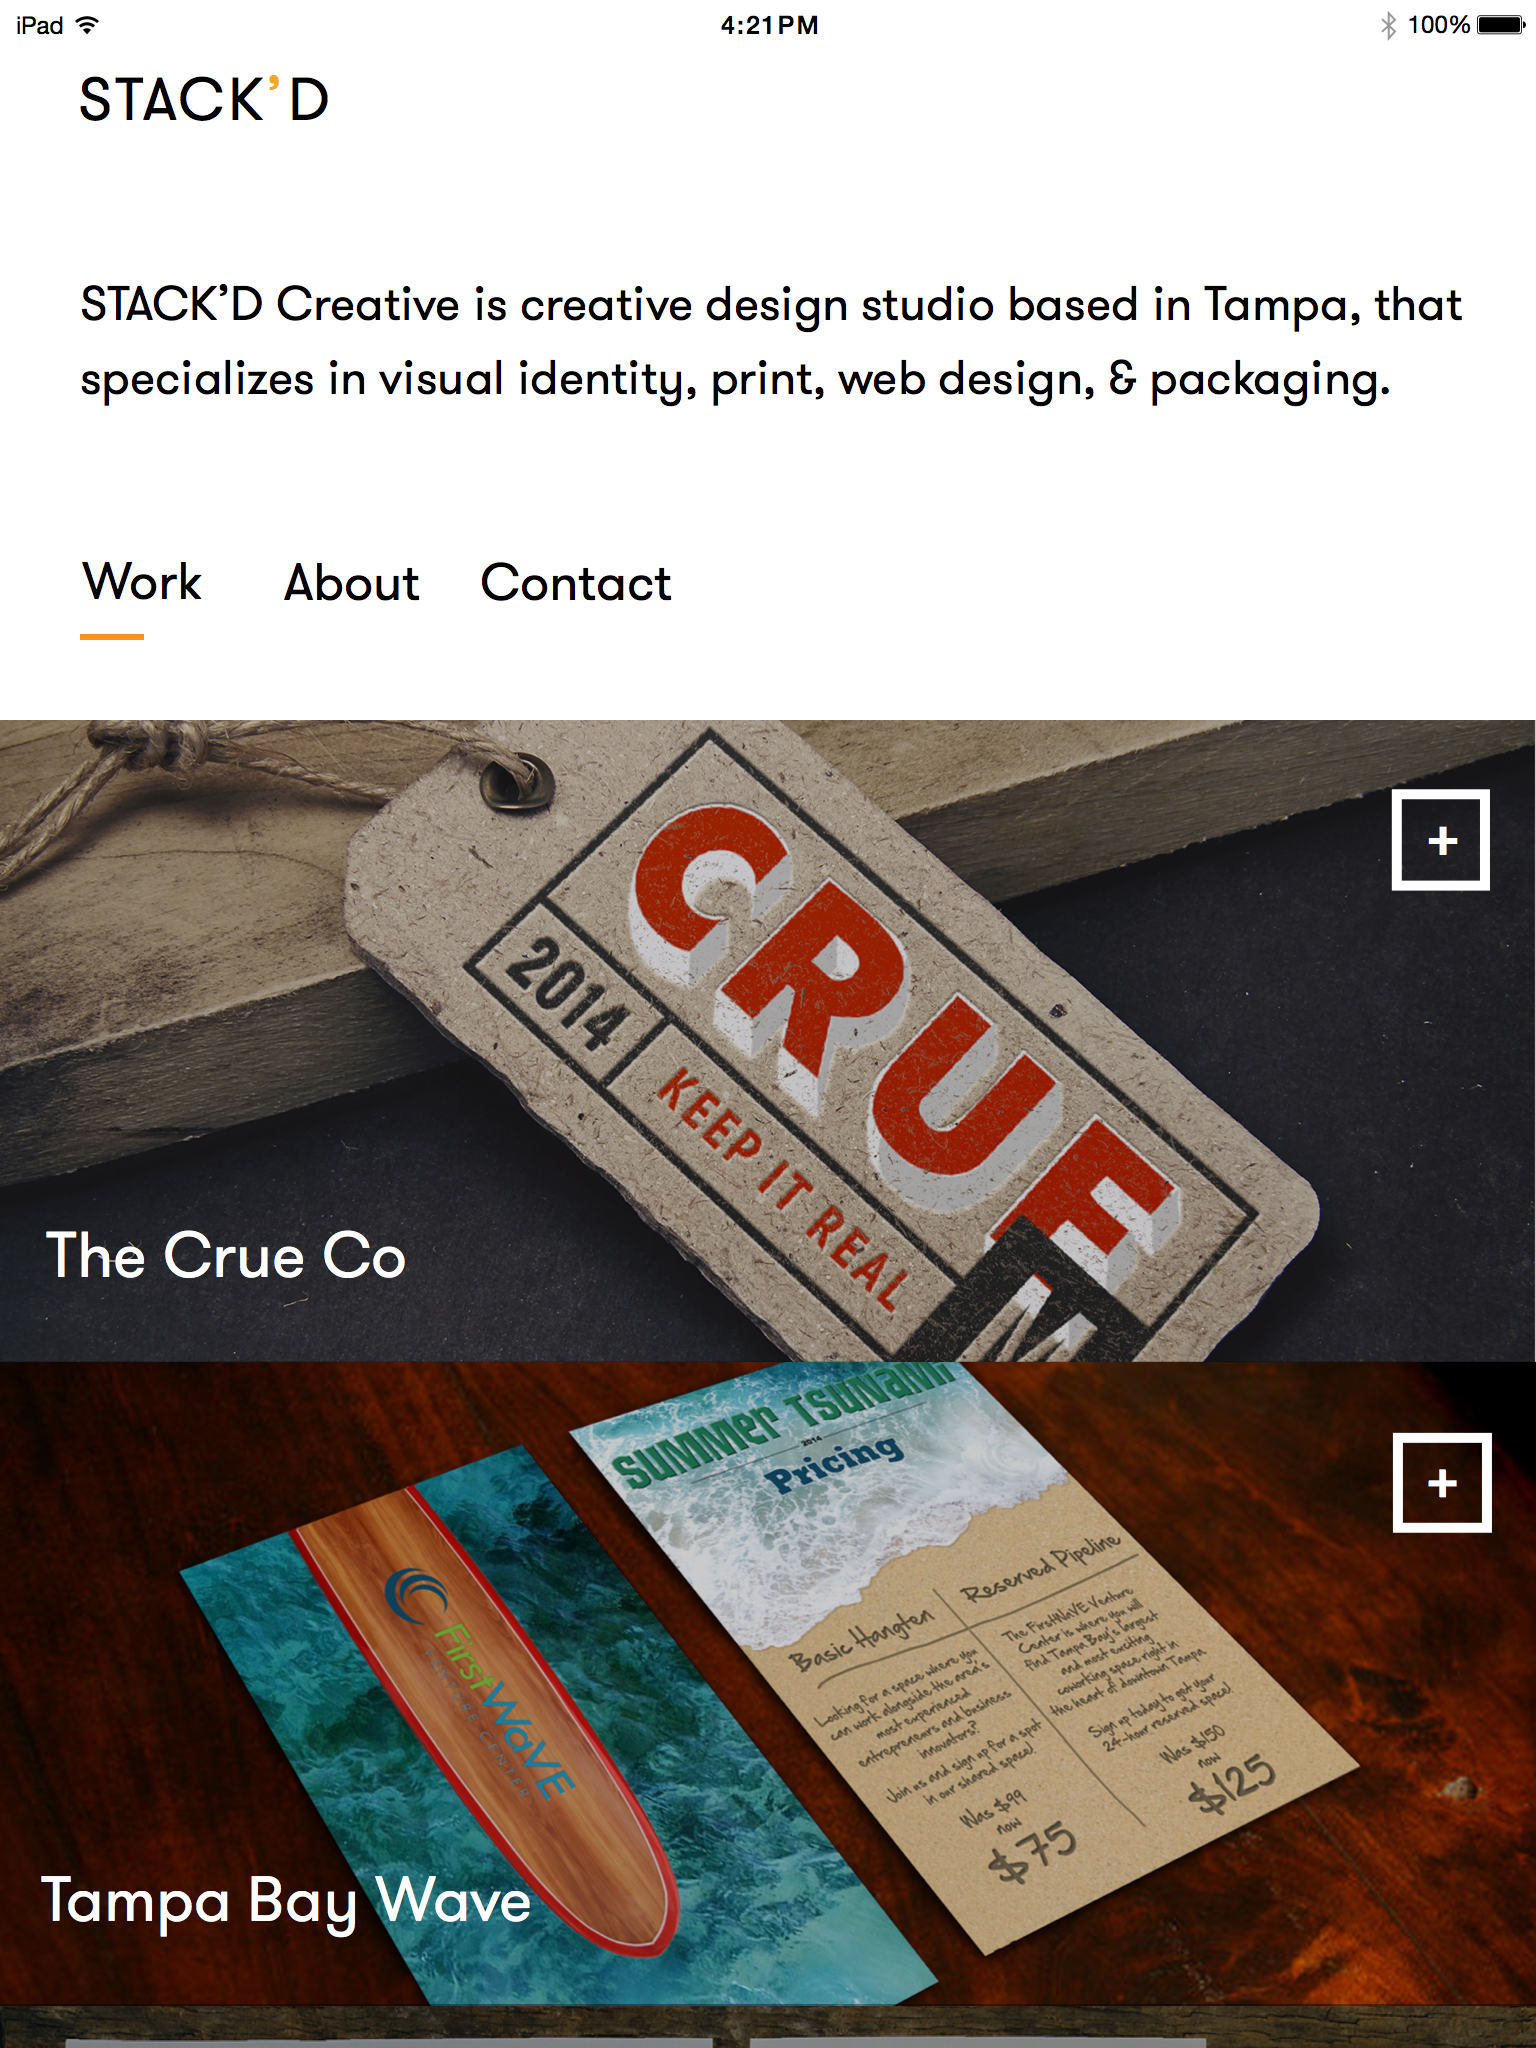 iPad
4:21PM
100%
STACK’D
STACK’D Creative is creative design studio based in Tampa, that
specializes in visual identity, print, web design, & packaging.
Work
About
Contact
+
CRUE
2014
KEEP IT REAL
M
The Crue Co
+
SUMMER TSUNAMI
2014
Pricing
Basic Hangten
Looking for a space where you
can work alongside the area's
most experienced
entrepreneurs and business
innovators?
Join us and sign up for a spot
in our shared space!
Was $99
now
$75
Reserved Pipeline
The FirstWaVE Venture
Center is where you will
find Tampa Bay's largest
and most exciting
coworking space right in
the heart of downtown Tampa
Sign up today to get your
24-hour reserved space!
Was $150
now
$125
FirstWaVE
VENTURE CENTER
Tampa Bay Wave